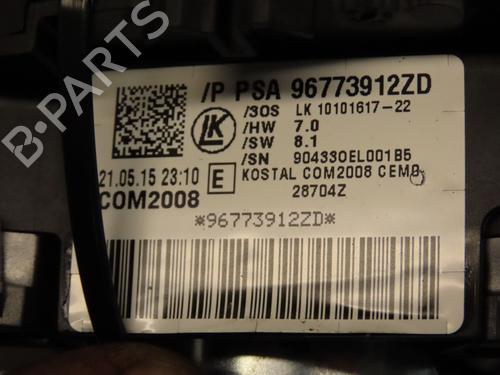 /P PSA 96773912ZD
/3OS LK 10101617-22
/HW 7.0
/SW 8.1
/SN 904330EL001B5
21.05.15 23:10 E KOSTAL COM2008 CEM0
COM2008 28704Z
*96773912ZD*
LK
B-PARTS